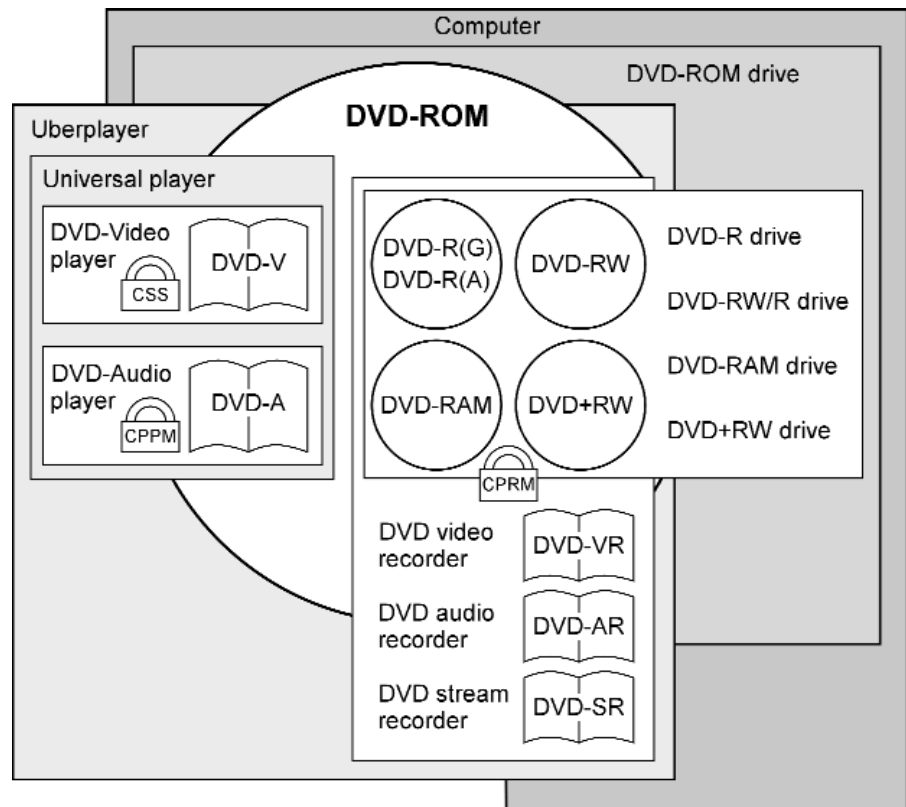 Computer
DVD-ROM drive
DVD-ROM
Uberplayer
Universal player
DVD-Video
player
CSS
DVD-V
DVD-Audio
player
CPPM
DVD-A
DVD-R(G)
DVD-R(A)
DVD-RW
DVD-RAM
DVD+RW
CPRM
DVD-R drive
DVD-RW/R drive
DVD-RAM drive
DVD+RW drive
DVD video
recorder
DVD-VR
DVD audio
recorder
DVD-AR
DVD stream
recorder
DVD-SR